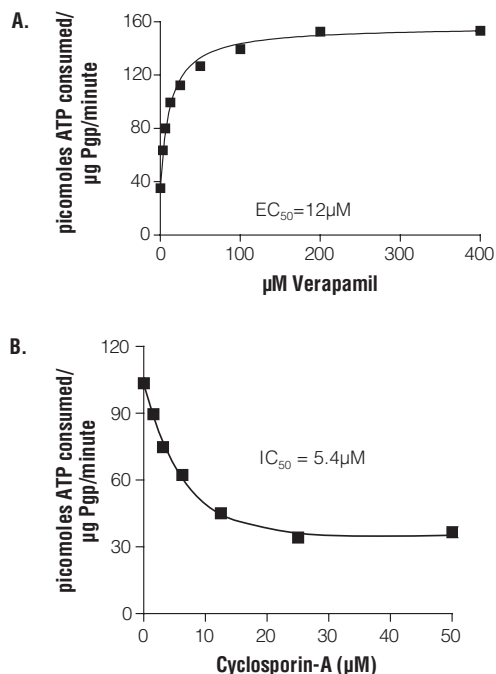 A.
picomoles ATP consumed/
µg Pgp/minute
160
120
80
40
0
EC₅₀=12µM
0
100
200
300
400
µM Verapamil
B.
picomoles ATP consumed/
µg Pgp/minute
120
90
60
30
0
IC₅₀ = 5.4µM
0
10
20
30
40
50
Cyclosporin-A (µM)